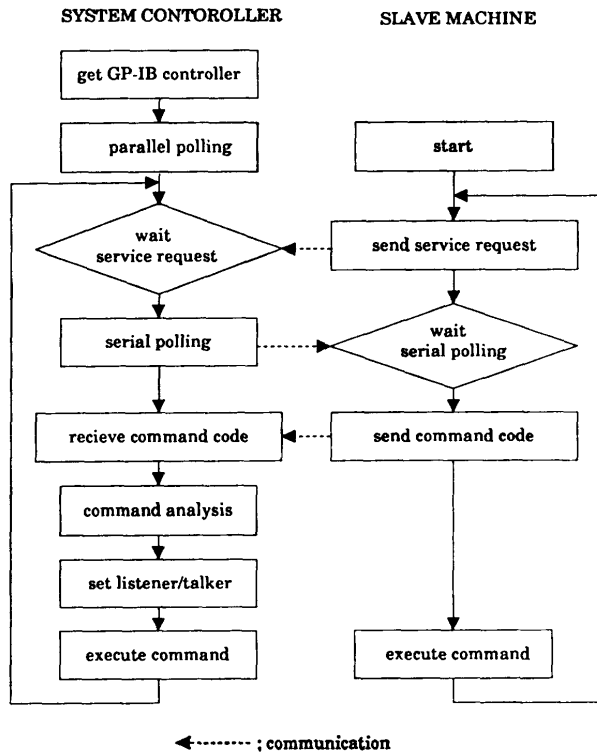 SYSTEM CONTOROLLER
SLAVE MACHINE
get GP-IB controller
parallel polling
start
wait
service request
send service request
serial polling
wait
serial polling
recieve command code
send command code
command analysis
set listener/talker
execute command
execute command
; communication